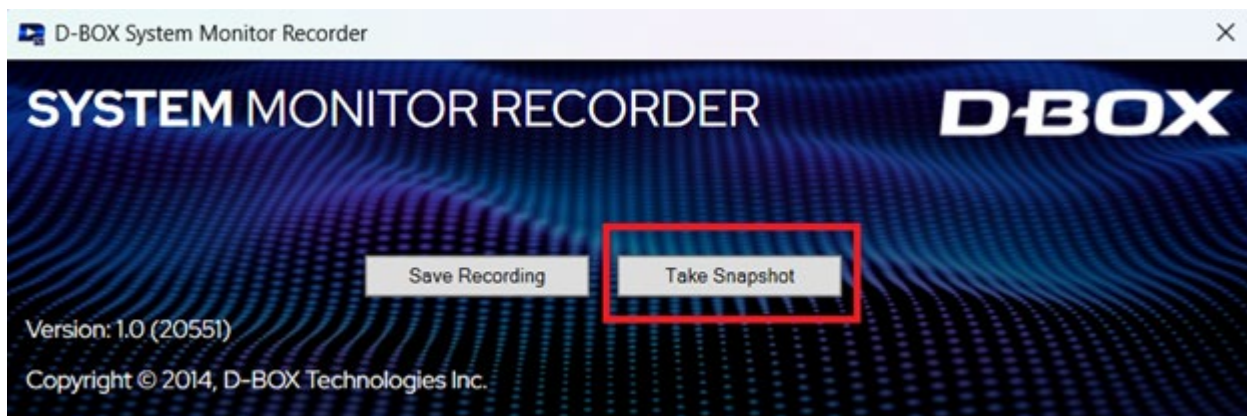 D-BOX System Monitor Recorder
SYSTEM MONITOR RECORDER
D-BOX
Save Recording
Take Snapshot
Version: 1.0 (20551)
Copyright © 2014, D-BOX Technologies Inc.